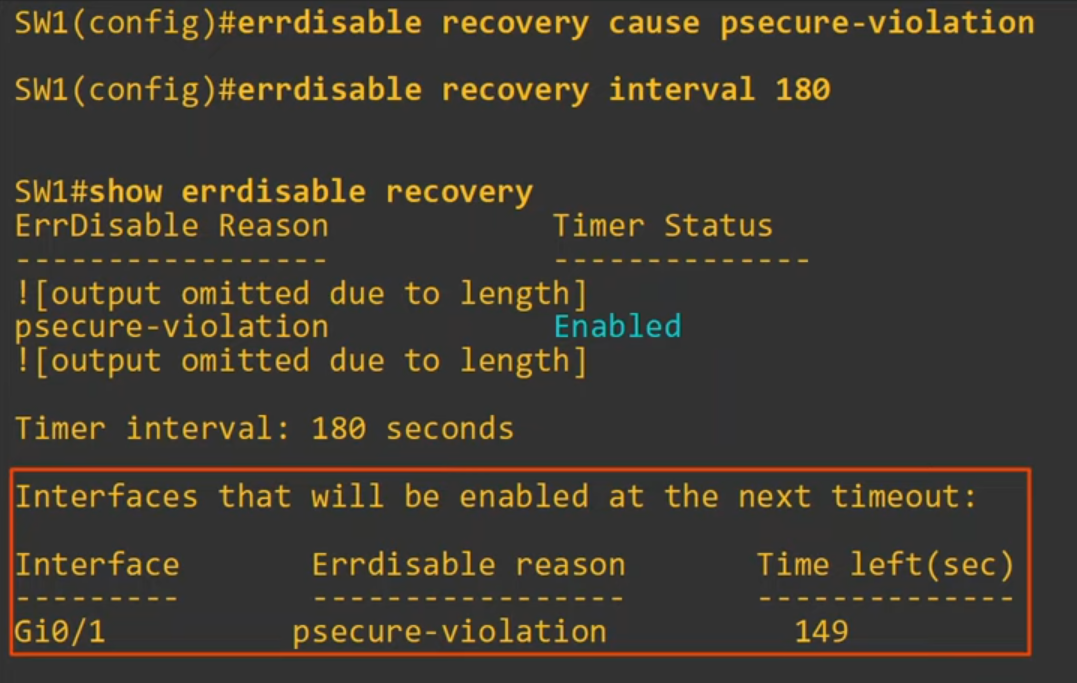 SW1(config)#errdisable recovery cause psecure-violation
SW1(config)#errdisable recovery interval 180
SW1#show errdisable recovery
ErrDisable Reason            Timer Status
-----------------            --------------
![output omitted due to length]
psecure-violation            Enabled
![output omitted due to length]
Timer interval: 180 seconds
Interfaces that will be enabled at the next timeout:
Interface       Errdisable reason       Time left(sec)
---------       -----------------       --------------
Gi0/1          psecure-violation          149